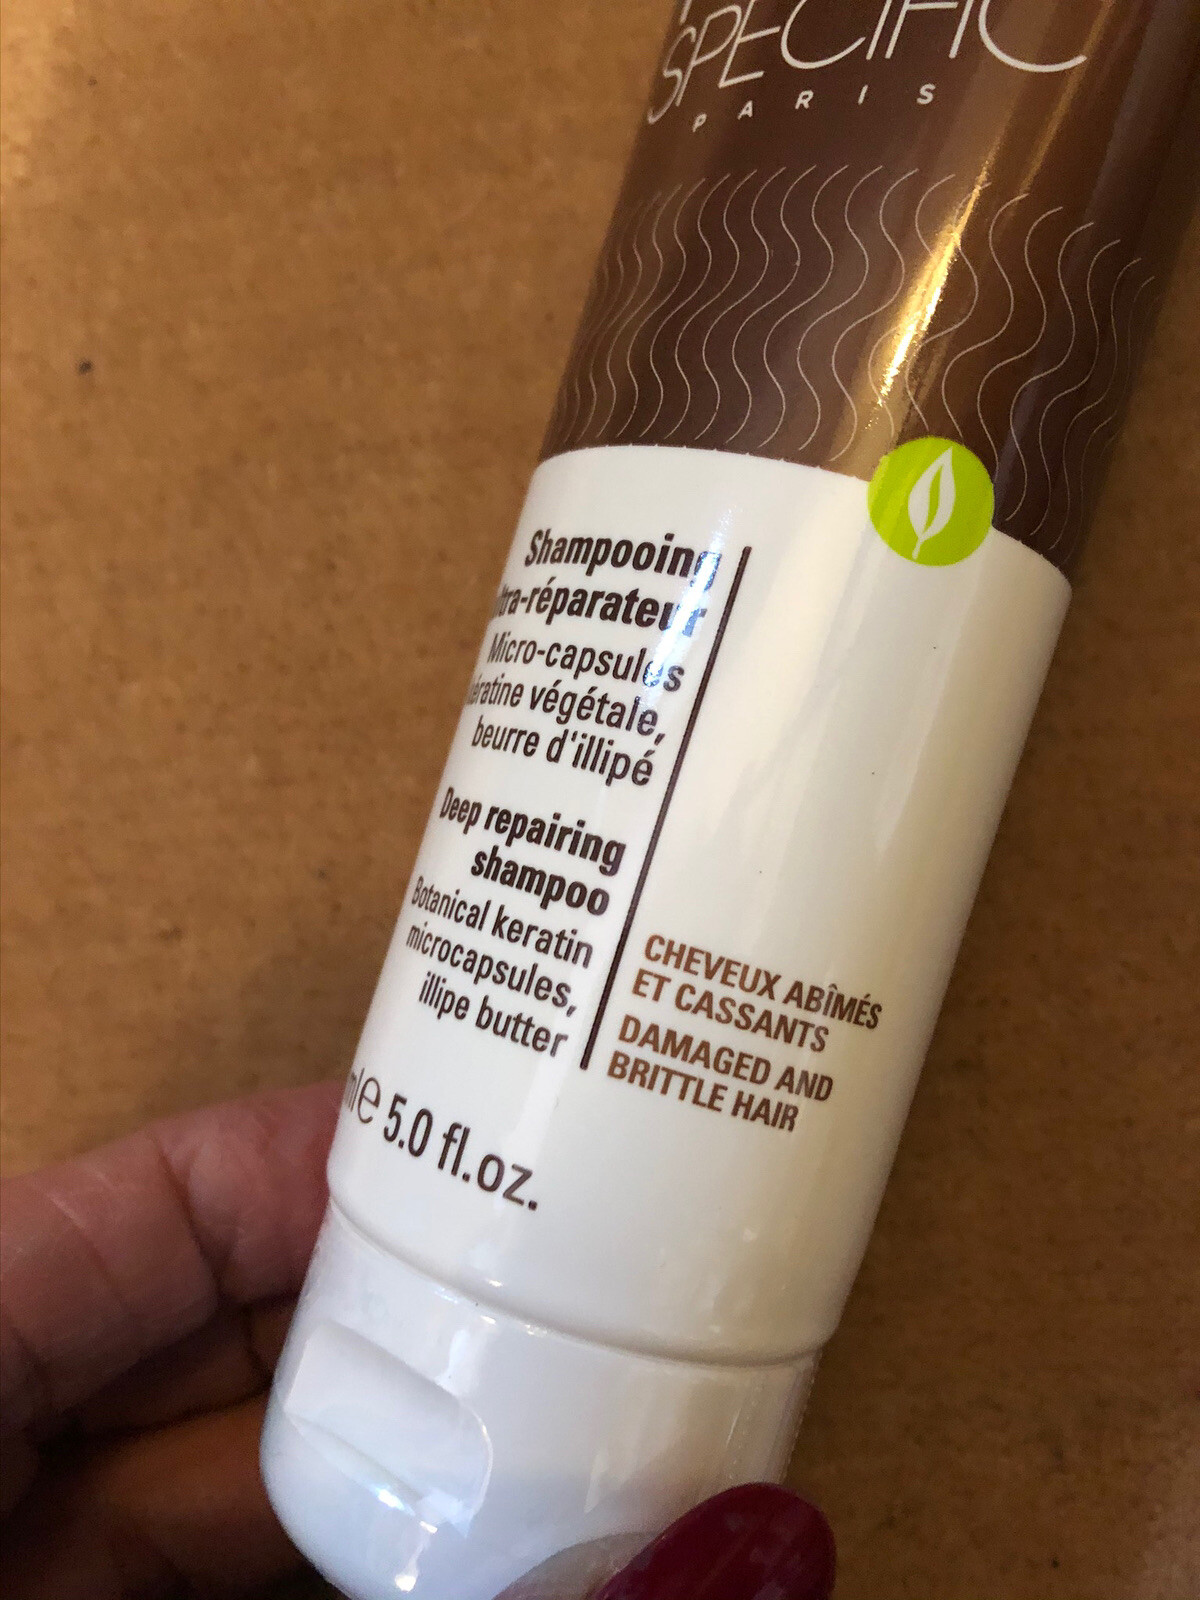 SPECIFIC
PARIS
Shampooing
ultra-réparateur
Micro-capsules
kératine végétale,
beurre d'illipé
Deep repairing
shampoo
Botanical keratin
microcapsules,
illipe butter
CHEVEUX ABÎMÉS
ET CASSANTS
DAMAGED AND
BRITTLE HAIR
ml e 5.0 fl.oz.